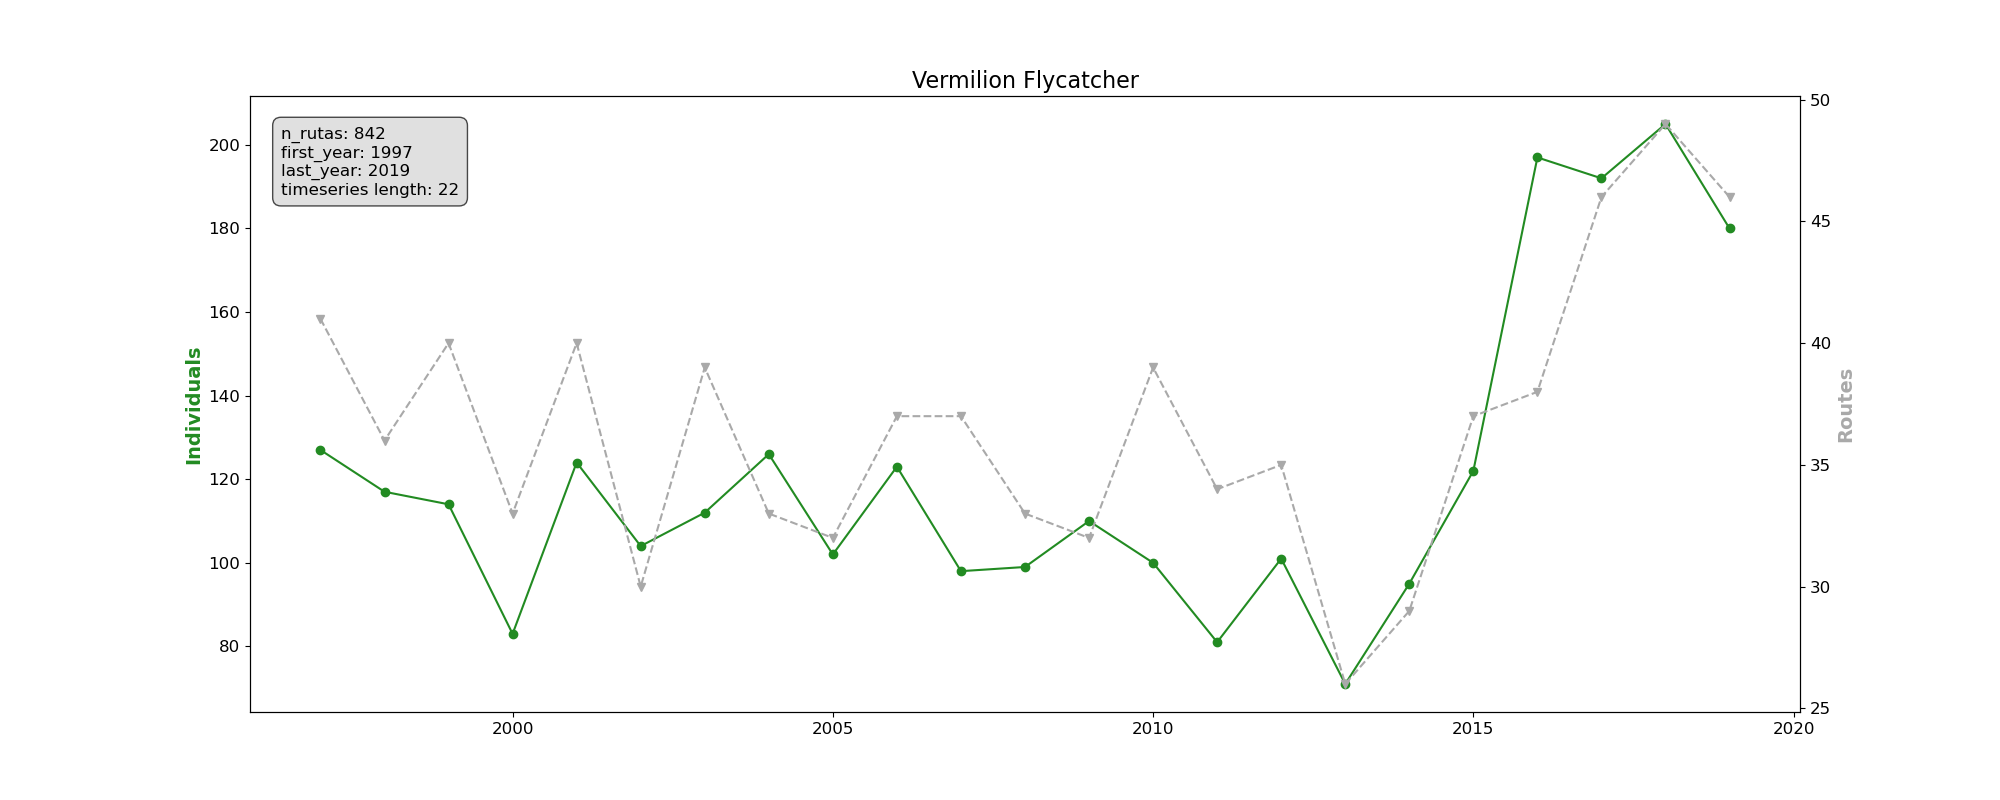 Vermilion Flycatcher
n_rutas: 842
first_year: 1997
last_year: 2019
timeseries length: 22
200
180
160
140
120
100
80
Individuals
50
45
40
35
30
25
Routes
2000
2005
2010
2015
2020